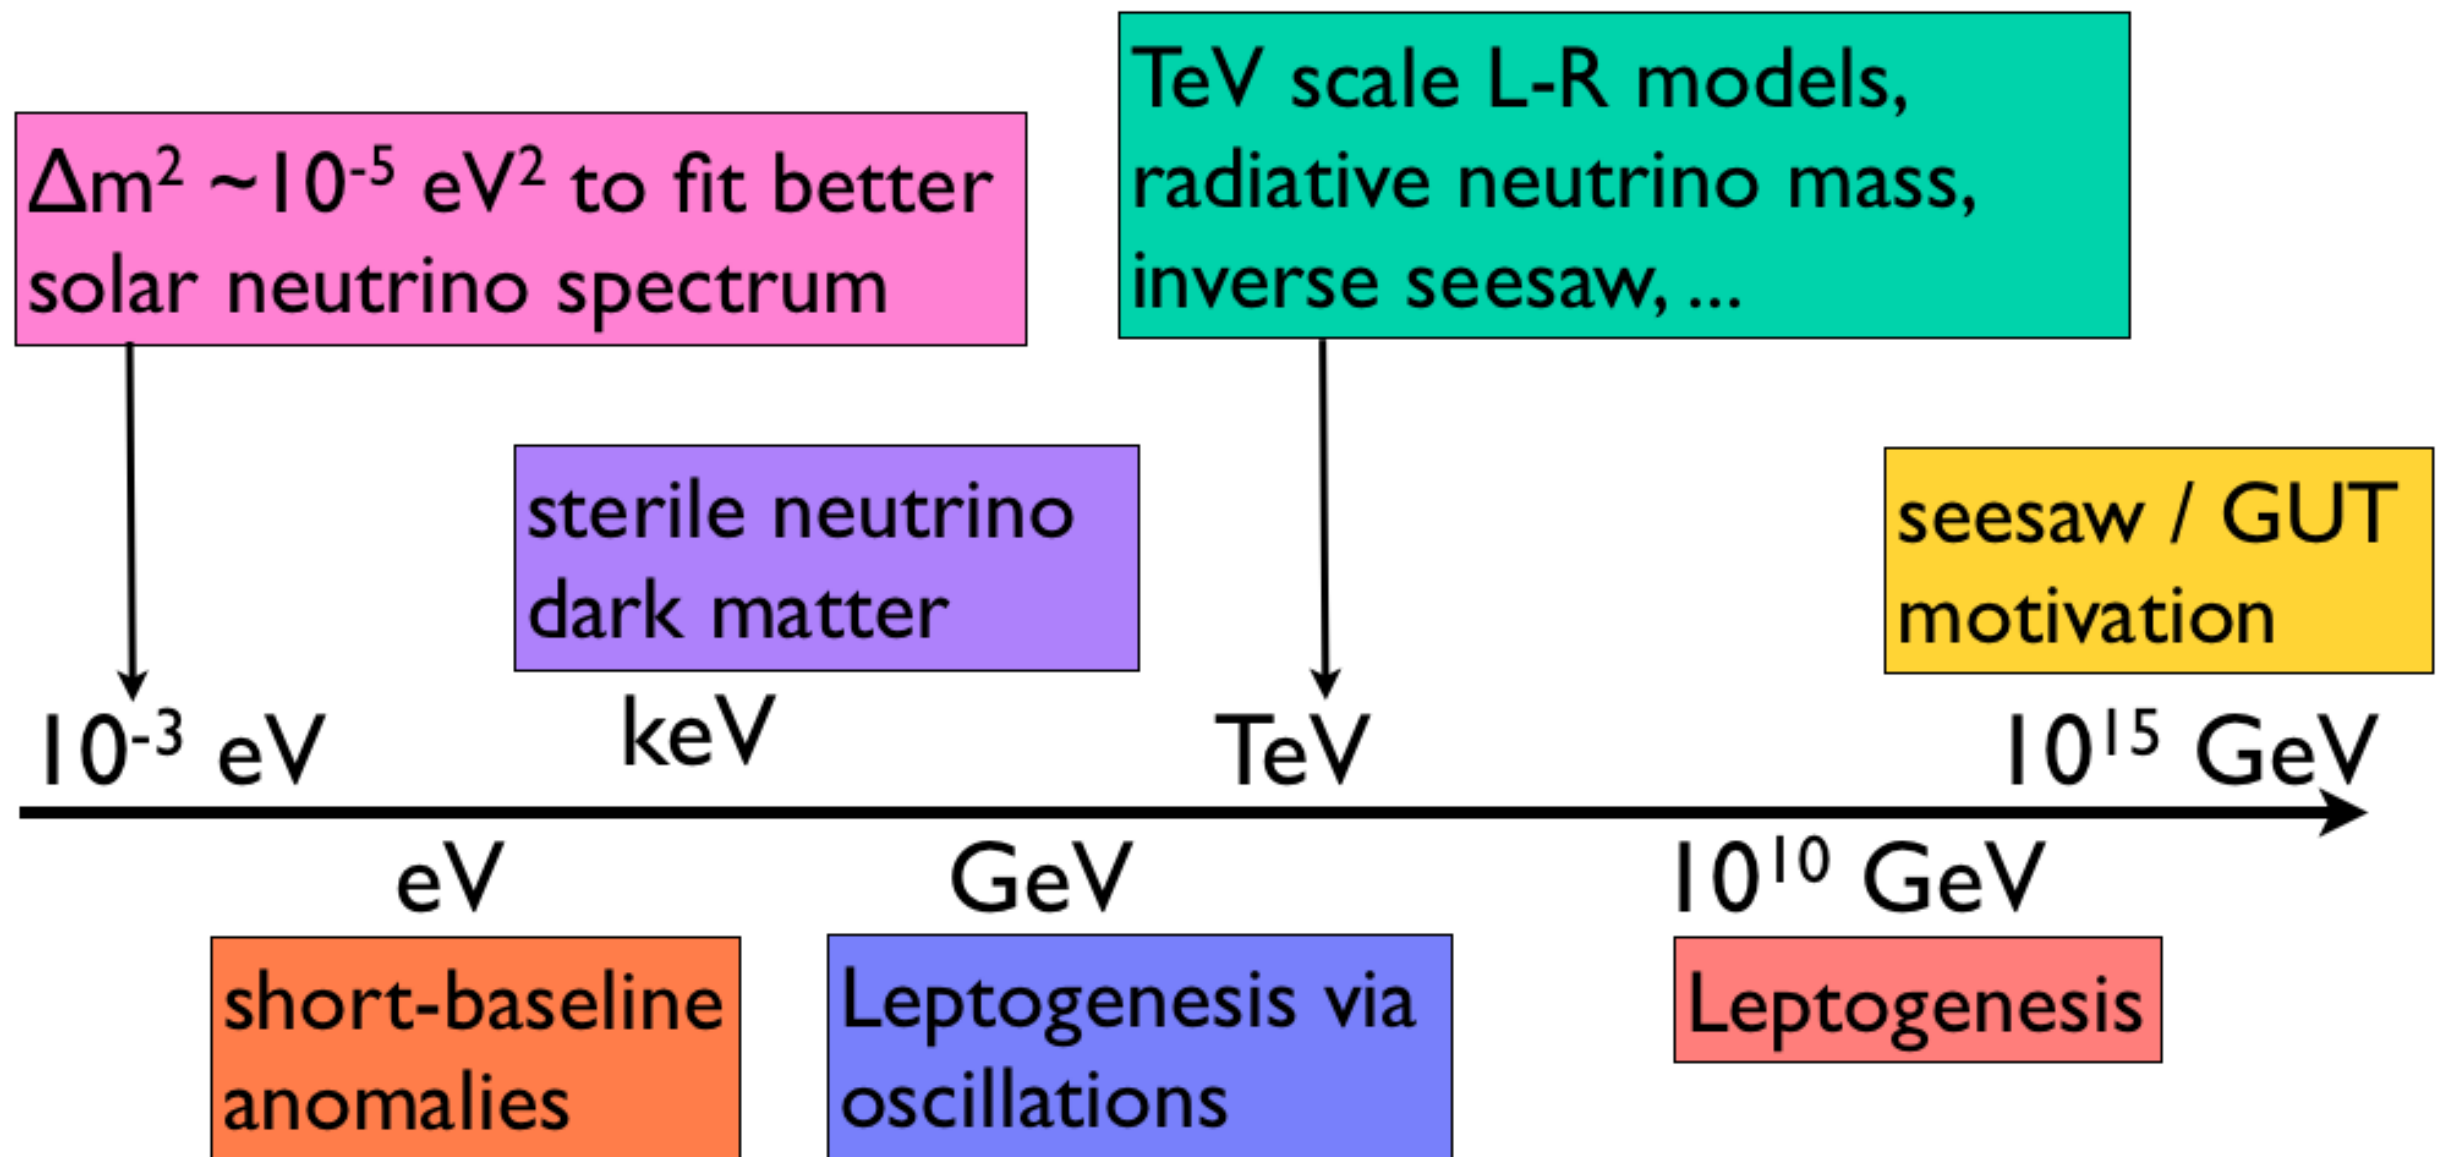 TeV scale L-R models,
radiative neutrino mass,
inverse seesaw, ...
Δm² ~10⁻⁵ eV² to fit better
solar neutrino spectrum
sterile neutrino
dark matter
seesaw / GUT
motivation
10⁻³ eV
keV
TeV
10¹⁵ GeV
eV
GeV
10¹⁰ GeV
short-baseline
anomalies
Leptogenesis via
oscillations
Leptogenesis